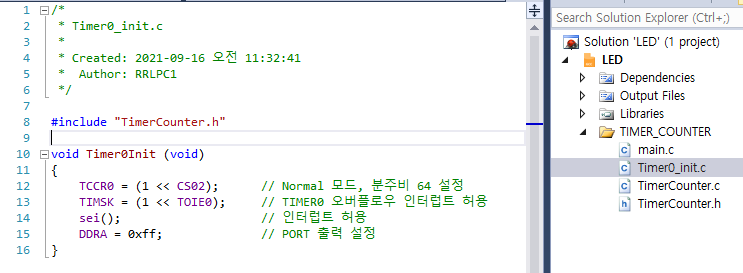 1 /*
2  * Timer0_init.c
3  *
4  * Created: 2021-09-16 오전 11:32:41
5  *  Author: RRLPC1
6  */
7
8 #include "TimerCounter.h"
9
10 void Timer0Init (void)
11 {
12     TCCR0 = (1 << CS02);      // Normal 모드, 분주비 64 설정
13     TIMSK = (1 << TOIE0);     // TIMER0 오버플로우 인터럽트 허용
14     sei();                    // 인터럽트 허용
15     DDRA = 0xff;              // PORT 출력 설정
16 }
Search Solution Explorer (Ctrl+;)
Solution 'LED' (1 project)
LED
Dependencies
Output Files
Libraries
TIMER_COUNTER
main.c
Timer0_init.c
TimerCounter.c
TimerCounter.h